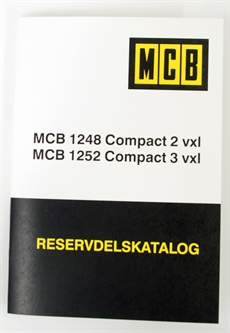 MCB
MCB 1248 Compact 2 vxl
MCB 1252 Compact 3 vxl
RESERVDELSKATALOG